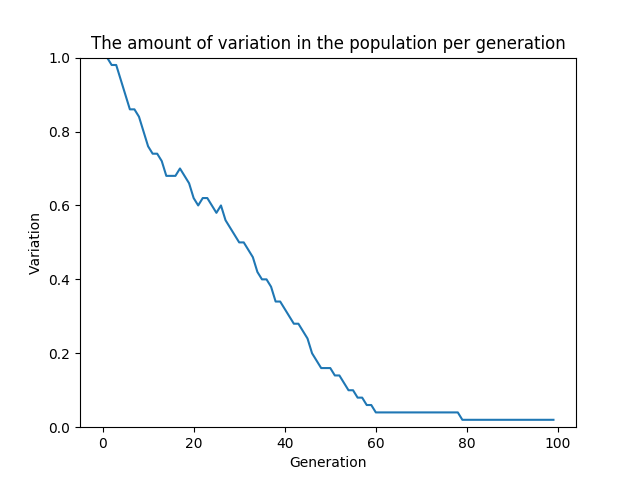 The amount of variation in the population per generation
1.0
0.8
0.6
0.4
0.2
0.0
Variation
0 20 40 60 80 100
Generation